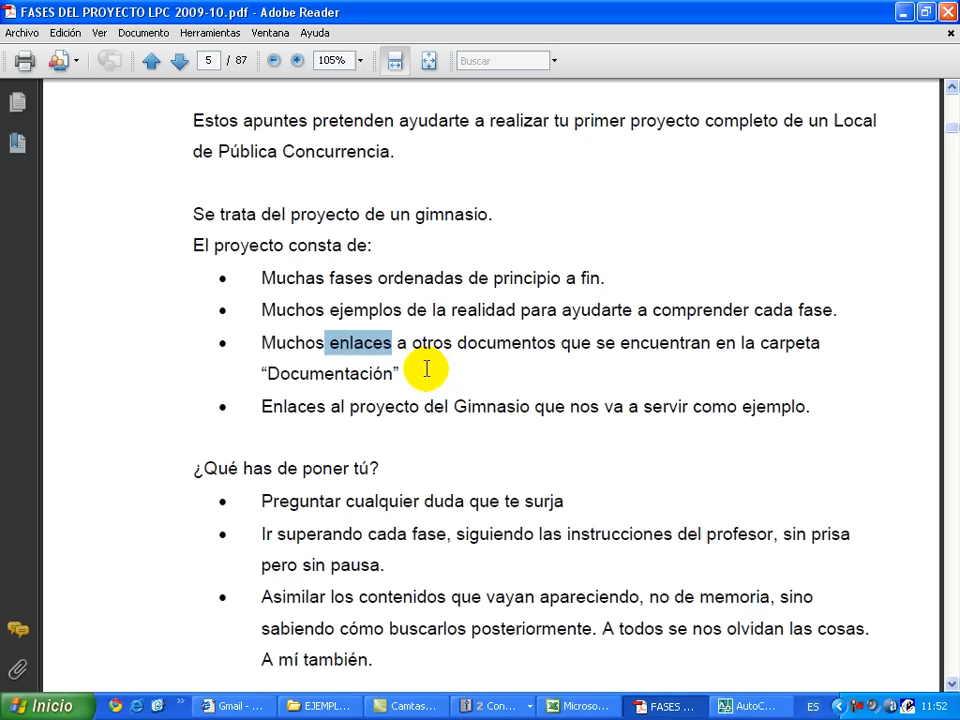 FASES DEL PROYECTO LPC 2009-10.pdf - Adobe Reader
Archivo Edición Ver Documento Herramientas Ventana Ayuda
5 / 87 105% Buscar
Estos apuntes pretenden ayudarte a realizar tu primer proyecto completo de un Local
de Pública Concurrencia.
Se trata del proyecto de un gimnasio.
El proyecto consta de:
• Muchas fases ordenadas de principio a fin.
• Muchos ejemplos de la realidad para ayudarte a comprender cada fase.
• Muchos enlaces a otros documentos que se encuentran en la carpeta
“Documentación”
• Enlaces al proyecto del Gimnasio que nos va a servir como ejemplo.
¿Qué has de poner tú?
• Preguntar cualquier duda que te surja
• Ir superando cada fase, siguiendo las instrucciones del profesor, sin prisa
pero sin pausa.
• Asimilar los contenidos que vayan apareciendo, no de memoria, sino
sabiendo cómo buscarlos posteriormente. A todos se nos olvidan las cosas.
A mí también.
Inicio Gmail - ... EJEMPL... Camtas... 2 Con... Microso... FASES ... AutoC... ES 11:52